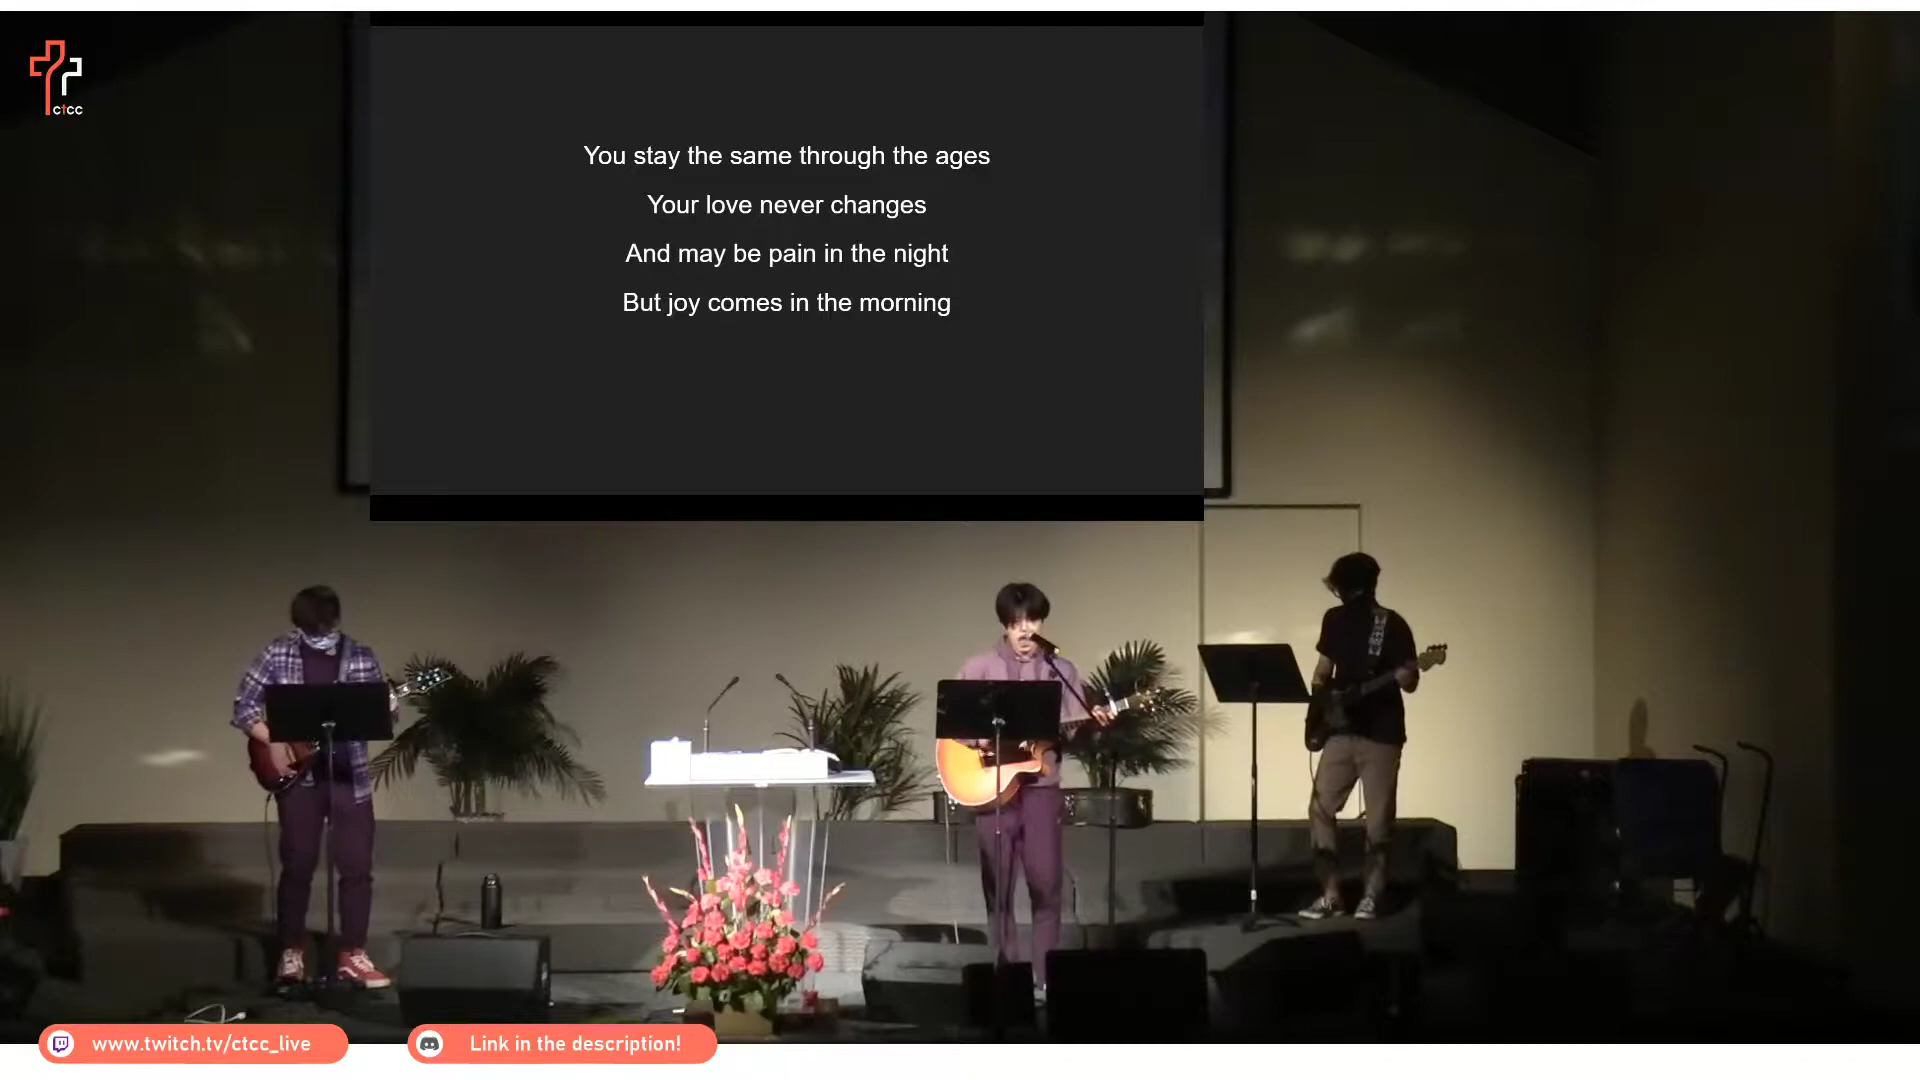 ctcc
You stay the same through the ages
Your love never changes
And may be pain in the night
But joy comes in the morning
www.twitch.tv/ctcc_live
Link in the description!